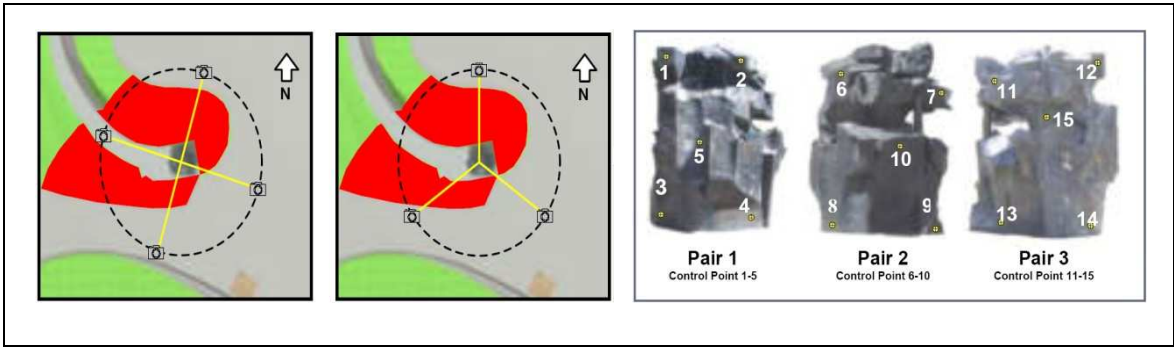 N
N
1
2
5
3
4
Pair 1
Control Point 1-5
6
7
10
8
9
Pair 2
Control Point 6-10
11
12
15
13
14
Pair 3
Control Point 11-15